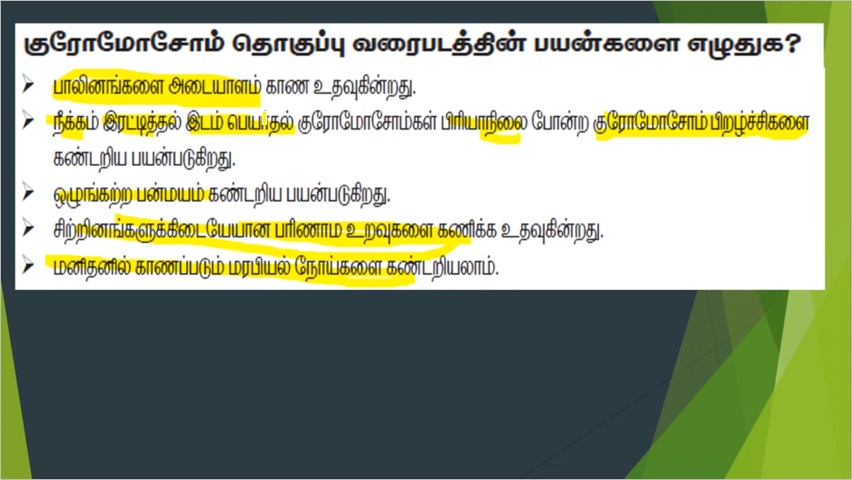 குரோமோசோம் தொகுப்பு வரைபடத்தின் பயன்களை எழுதுக?
➤ பாலினங்களை அடையாளம் காண உதவுகின்றது.
➤ நீக்கம் இரட்டித்தல் இடம் பெயர்தல் குரோமோசோம்கள் பிரியாநிலை போன்ற குரோமோசோம் பிறழ்ச்சிகளை
கண்டறிய பயன்படுகிறது.
➤ ஒழுங்கற்ற பன்மயம் கண்டறிய பயன்படுகிறது.
➤ சிற்றினங்களுக்கிடையேயான பரிணாம உறவுகளை கணிக்க உதவுகின்றது.
➤ மனிதனில் காணப்படும் மரபியல் நோய்களை கண்டறியலாம்.